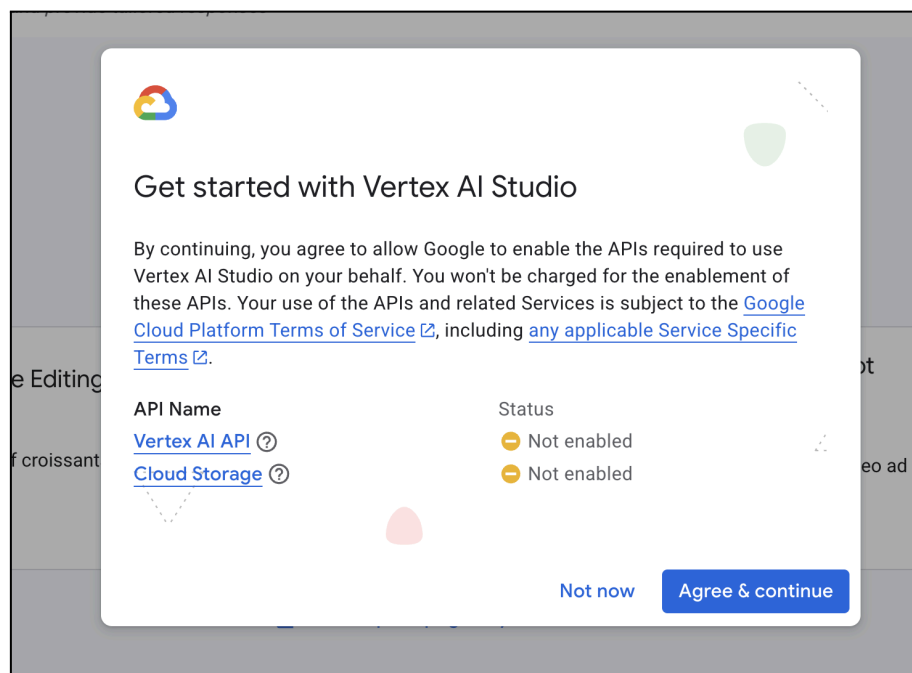 Get started with Vertex AI Studio
By continuing, you agree to allow Google to enable the APIs required to use
Vertex AI Studio on your behalf. You won't be charged for the enablement of
these APIs. Your use of the APIs and related Services is subject to the Google
Cloud Platform Terms of Service, including any applicable Service Specific
Terms.
e Editing
ot
API Name Status
Vertex AI API Not enabled
f croissant
eo ad
Cloud Storage Not enabled
Not now Agree & continue